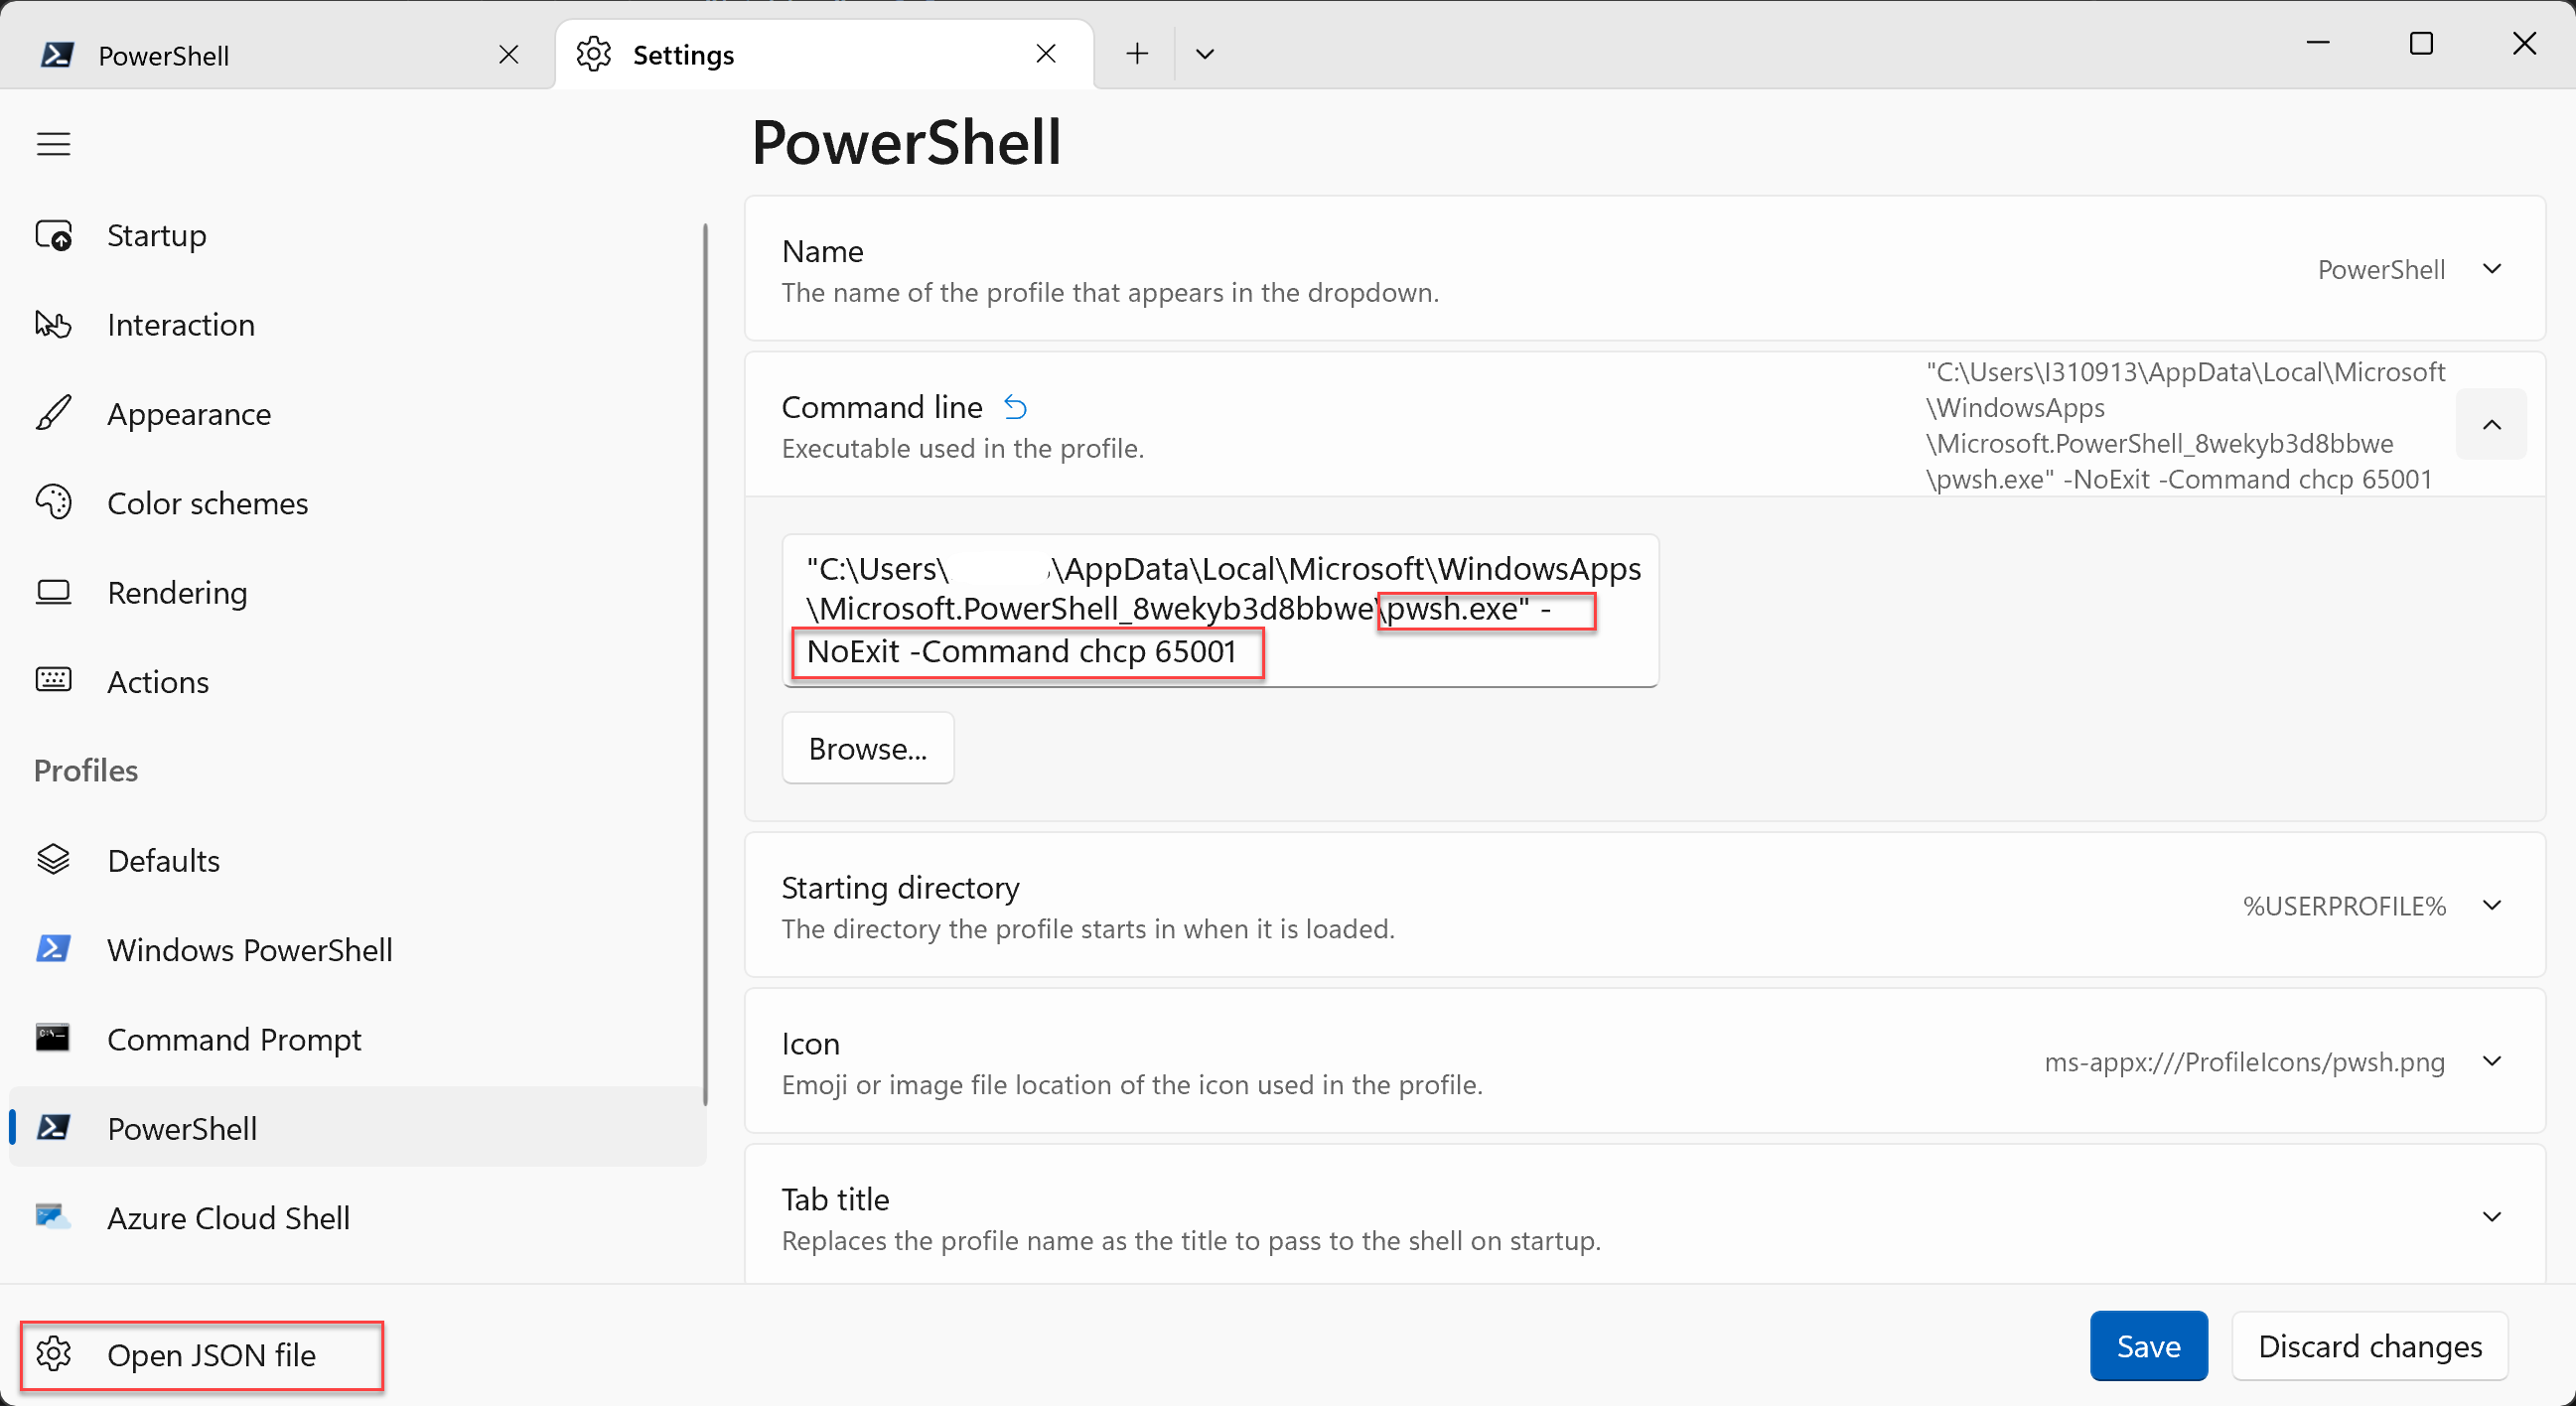 PowerShell
Settings
Startup
Interaction
Appearance
Color schemes
Rendering
Actions
Profiles
Defaults
Windows PowerShell
Command Prompt
PowerShell
Azure Cloud Shell
Open JSON file
PowerShell
Name
The name of the profile that appears in the dropdown.
PowerShell
Command line
Executable used in the profile.
"C:\Users\I310913\AppData\Local\Microsoft
\WindowsApps
\Microsoft.PowerShell_8wekyb3d8bbwe
\pwsh.exe" -NoExit -Command chcp 65001
"C:\Users\ \AppData\Local\Microsoft\WindowsApps
\Microsoft.PowerShell_8wekyb3d8bbwe\pwsh.exe" -
NoExit -Command chcp 65001
Browse...
Starting directory
The directory the profile starts in when it is loaded.
%USERPROFILE%
Icon
Emoji or image file location of the icon used in the profile.
ms-appx:///ProfileIcons/pwsh.png
Tab title
Replaces the profile name as the title to pass to the shell on startup.
Save
Discard changes